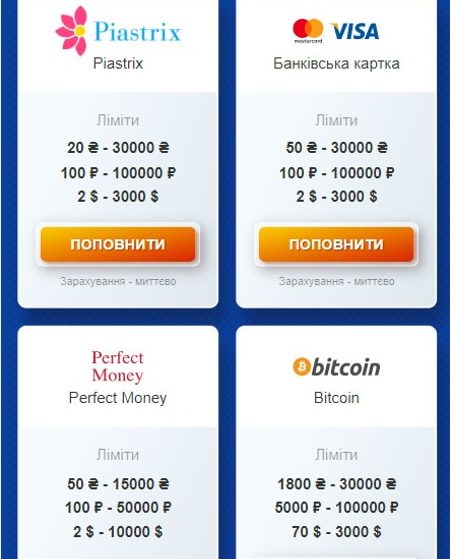 Piastrix
Piastrix
Ліміти
20 ₴ - 30000 ₴
100 ₽ - 100000 ₽
2 $ - 3000 $
ПОПОВНИТИ
Зарахування - миттєво
mastercard VISA
Банківська картка
Ліміти
50 ₴ - 30000 ₴
100 ₽ - 100000 ₽
2 $ - 3000 $
ПОПОВНИТИ
Зарахування - миттєво
Perfect
Money
Perfect Money
Ліміти
50 ₴ - 15000 ₴
100 ₽ - 50000 ₽
2 $ - 10000 $
bitcoin
Bitcoin
Ліміти
1800 ₴ - 30000 ₴
5000 ₽ - 100000 ₽
70 $ - 3000 $